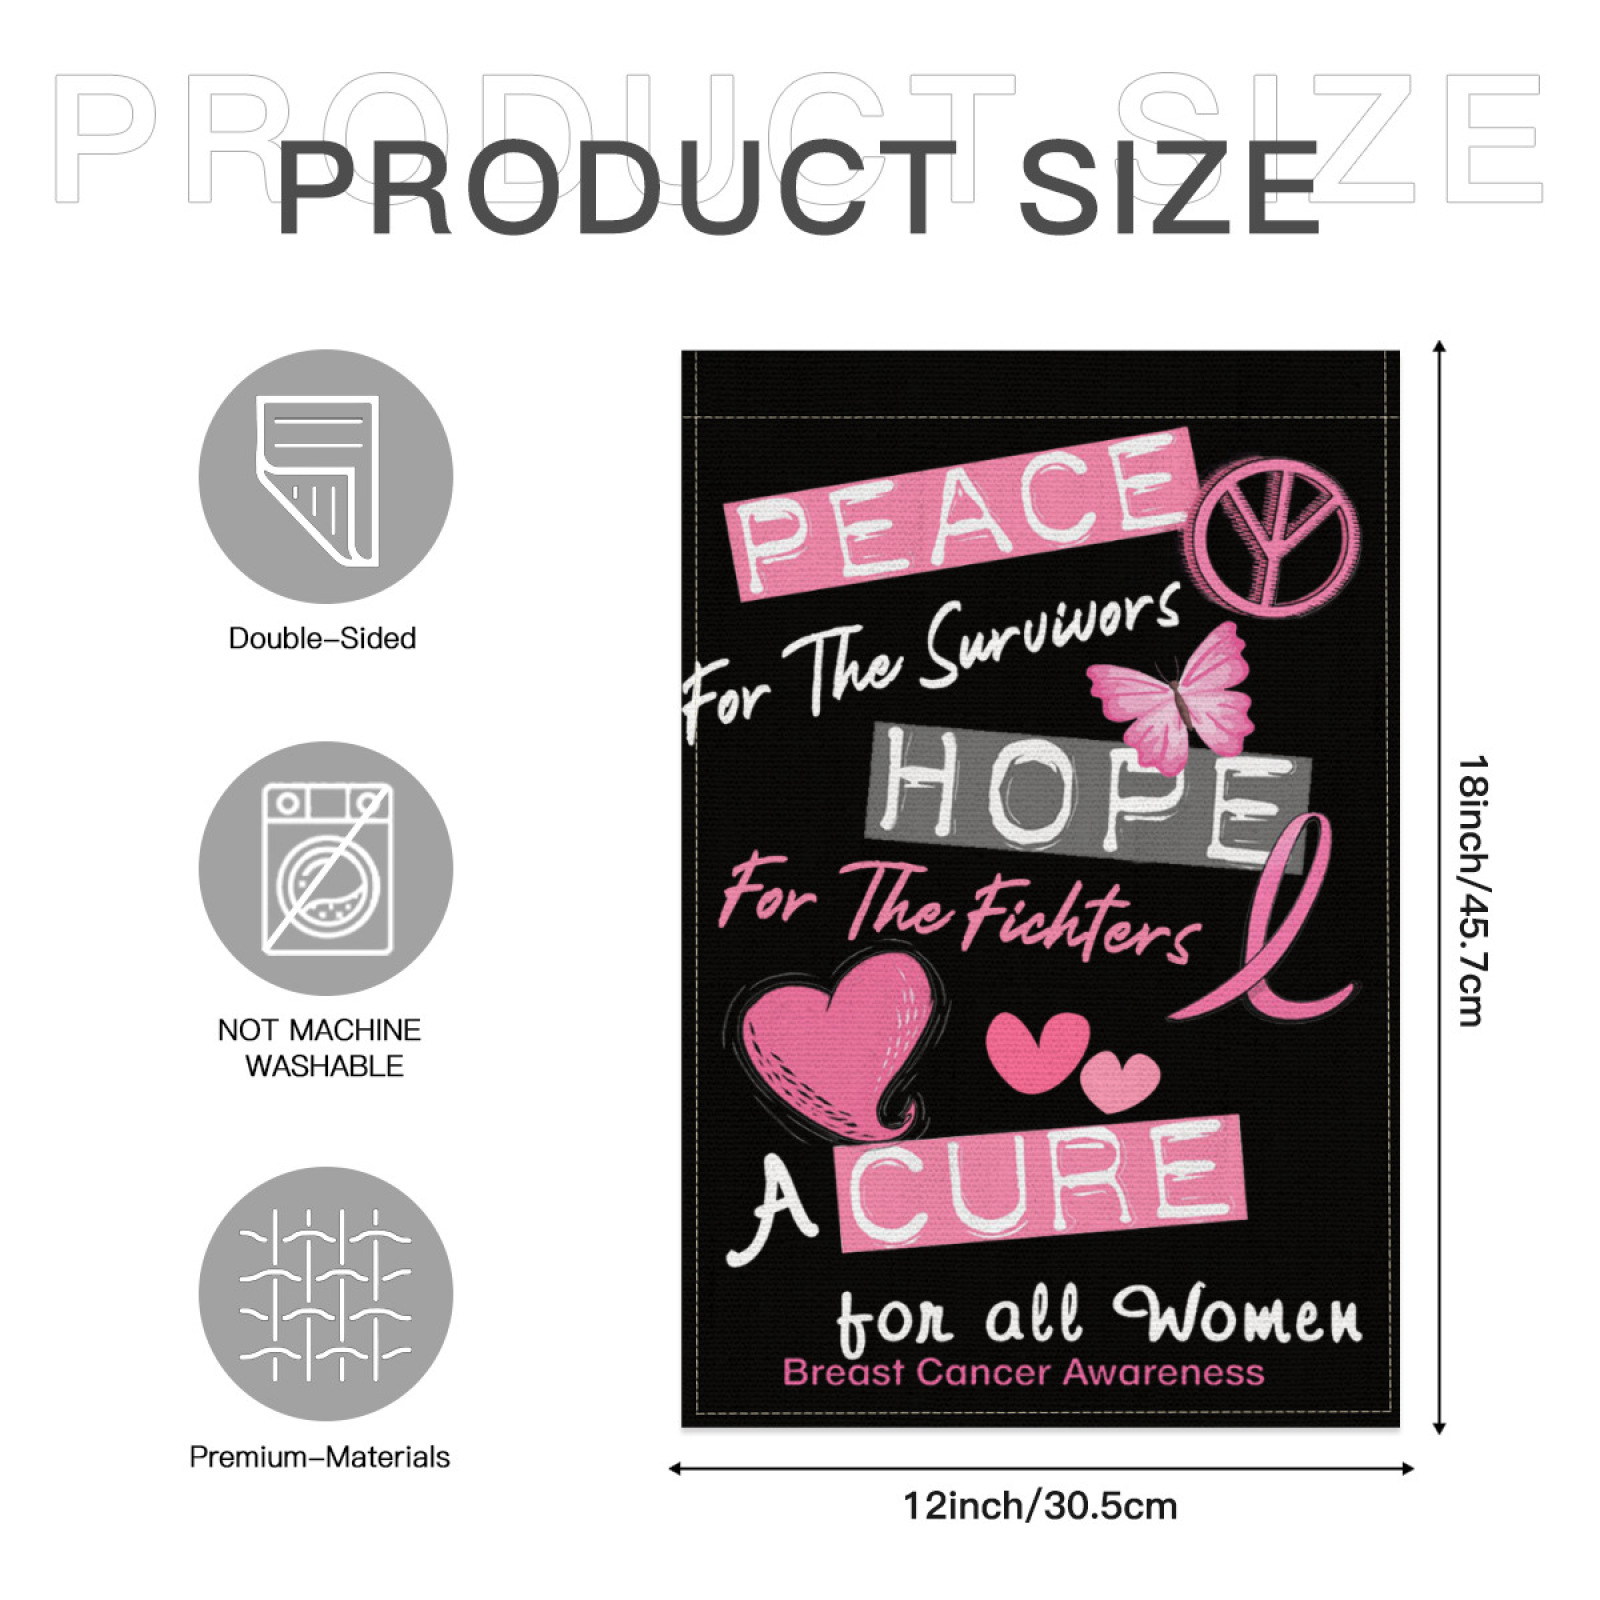 PRODUCT SIZE
PRODUCT SIZE
Double-Sided
NOT MACHINE
WASHABLE
Premium-Materials
PEACE
For The Survivors
HOPE
For The Fichters
A CURE
for all Women
Breast Cancer Awareness
18inch/45.7cm
12inch/30.5cm